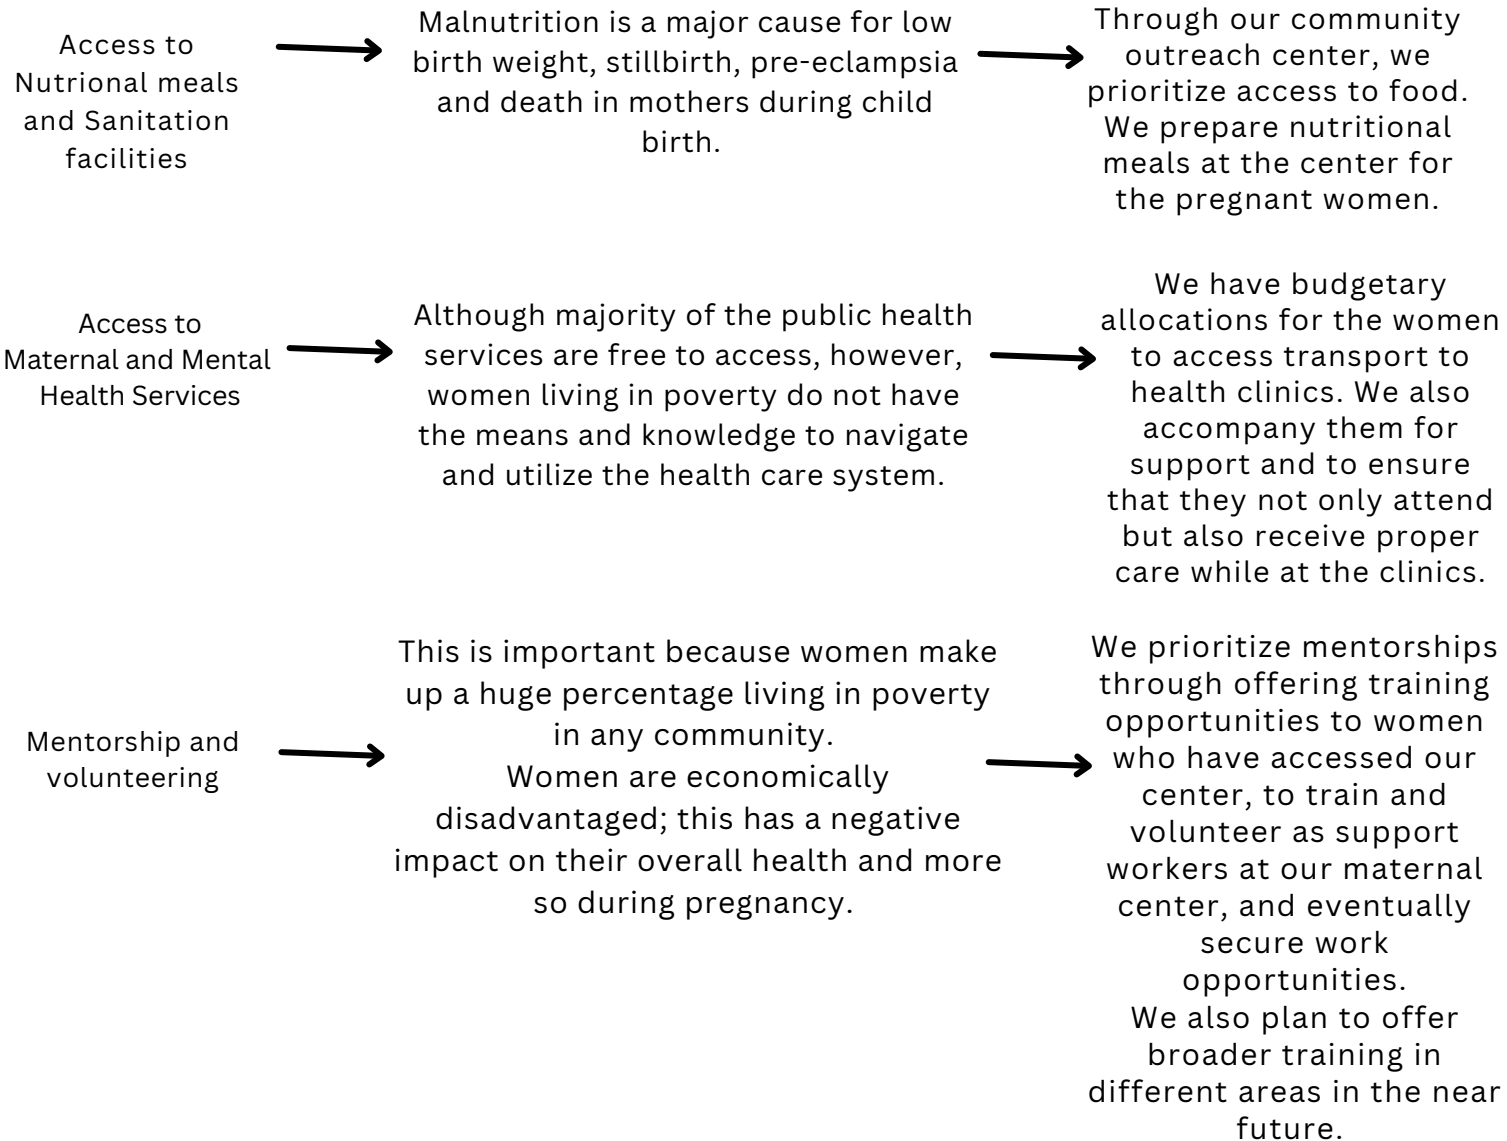 Access to
Nutrional meals
and Sanitation
facilities
Malnutrition is a major cause for low
birth weight, stillbirth, pre-eclampsia
and death in mothers during child
birth.
Through our community
outreach center, we
prioritize access to food.
We prepare nutritional
meals at the center for
the pregnant women.
Access to
Maternal and Mental
Health Services
Although majority of the public health
services are free to access, however,
women living in poverty do not have
the means and knowledge to navigate
and utilize the health care system.
We have budgetary
allocations for the women
to access transport to
health clinics. We also
accompany them for
support and to ensure
that they not only attend
but also receive proper
care while at the clinics.
Mentorship and
volunteering
This is important because women make
up a huge percentage living in poverty
in any community.
Women are economically
disadvantaged; this has a negative
impact on their overall health and more
so during pregnancy.
We prioritize mentorships
through offering training
opportunities to women
who have accessed our
center, to train and
volunteer as support
workers at our maternal
center, and eventually
secure work
opportunities.
We also plan to offer
broader training in
different areas in the near
future.